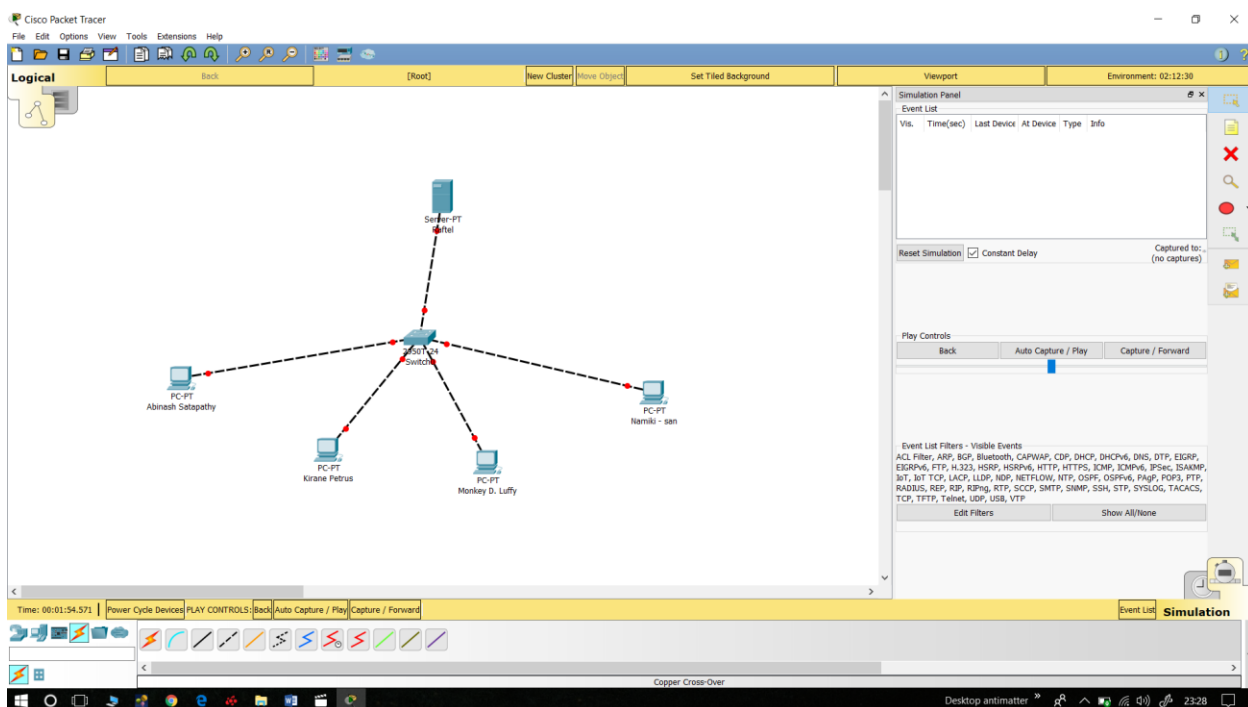 Cisco Packet Tracer
File Edit Options View Tools Extensions Help
Logical
Back
[Root]
New Cluster
Move Object
Set Tiled Background
Viewport
Environment: 02:12:30
Simulation Panel
Event List
Vis. Time(sec) Last Device At Device Type Info
Server-PT
Raftel
Reset Simulation
Constant Delay
Captured to:
(no captures)
Play Controls
Back
Auto Capture / Play
Capture / Forward
2950T-24
Switch
PC-PT
Abinash Satapathy
PC-PT
Narniki - san
PC-PT
Kirane Petrus
PC-PT
Monkey D. Luffy
Event List Filters - Visible Events
ACL Filter, ARP, BGP, Bluetooth, CAPWAP, CDP, DHCP, DHCPv6, DNS, DTP, EIGRP,
EIGRPv6, FTP, H.323, HSRP, HSRPv6, HTTP, HTTPS, ICMP, ICMPv6, IPSec, ISAKMP,
IoT, IoT TCP, LACP, LLDP, NDP, NETFLOW, NTP, OSPF, OSPFv6, PAgP, POP3, PTP,
RADIUS, REP, RIP, RIPng, RTP, SCCP, SMTP, SNMP, SSH, STP, SYSLOG, TACACS,
TCP, TFTP, Telnet, UDP, USB, VTP
Edit Filters
Show All/None
Time: 00:01:54.571
Power Cycle Devices
PLAY CONTROLS:
Back
Auto Capture / Play
Capture / Forward
Event List
Simulation
Copper Cross-Over
Desktop antimatter
23:28